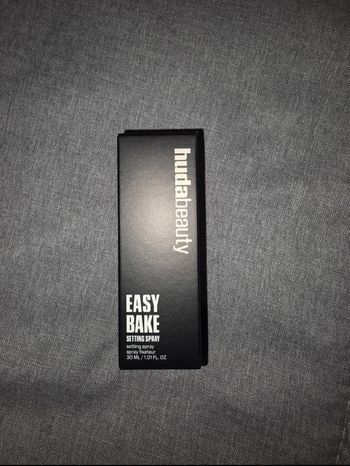 hudabeauty
EASY
BAKE
SETTING SPRAY
setting spray
spray fixateur
30 ML / 1.01 FL. OZ